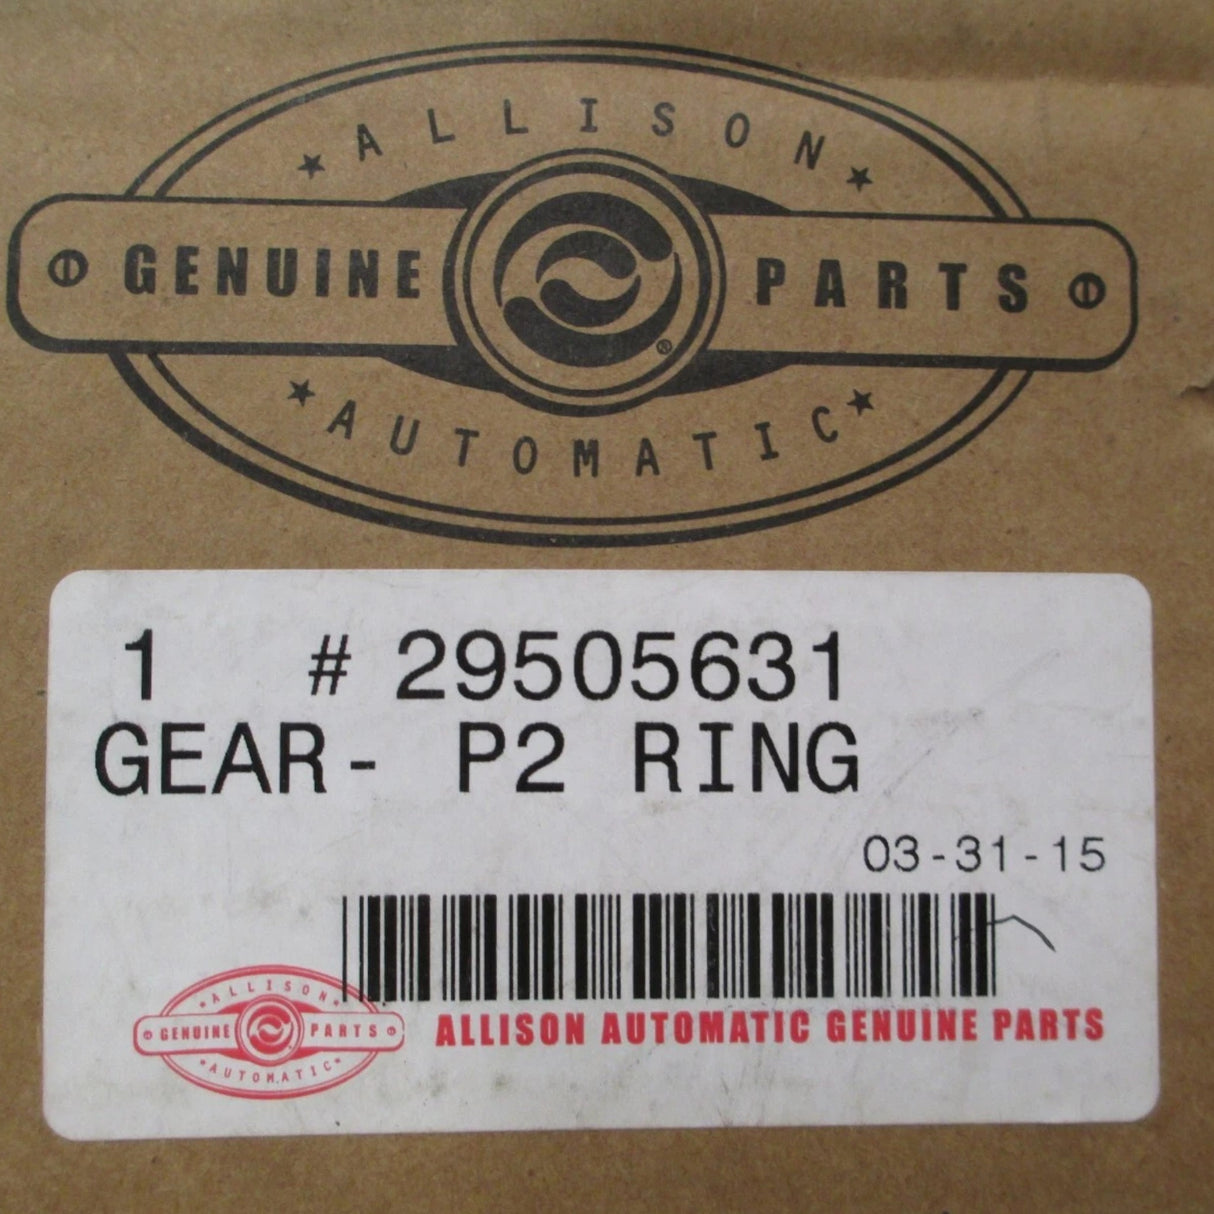 ALLISON
GENUINE PARTS
®
AUTOMATIC
1 # 29505631
GEAR- P2 RING
03-31-15
ALLISON
GENUINE PARTS
AUTOMATIC
ALLISON AUTOMATIC GENUINE PARTS